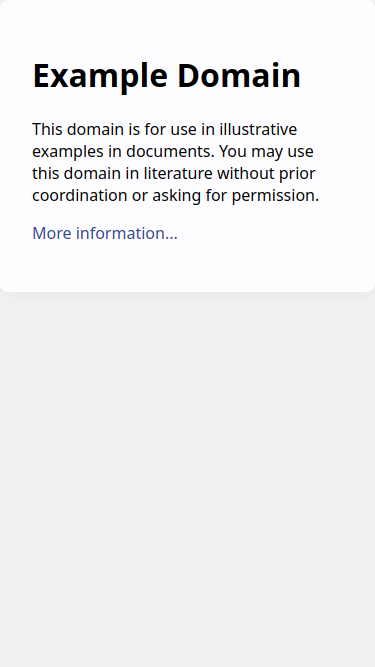 Example Domain
This domain is for use in illustrative
examples in documents. You may use
this domain in literature without prior
coordination or asking for permission.
More information...